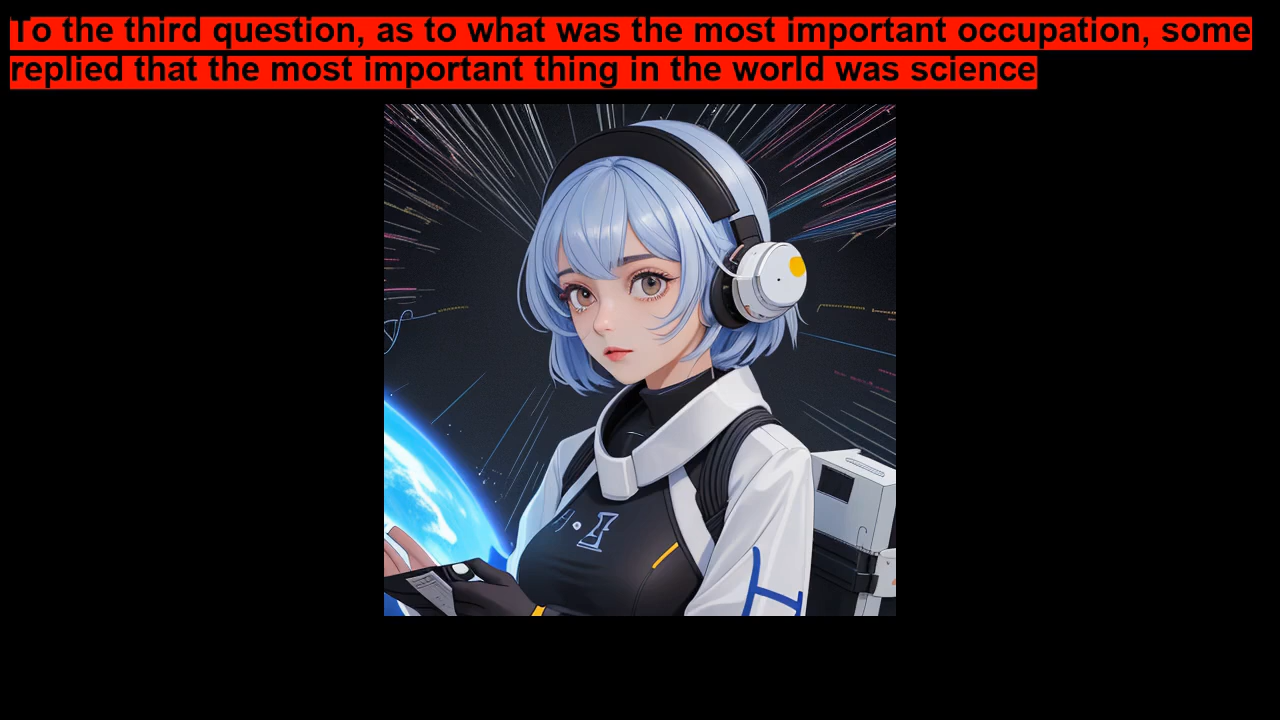 To the third question, as to what was the most important occupation, some
replied that the most important thing in the world was science